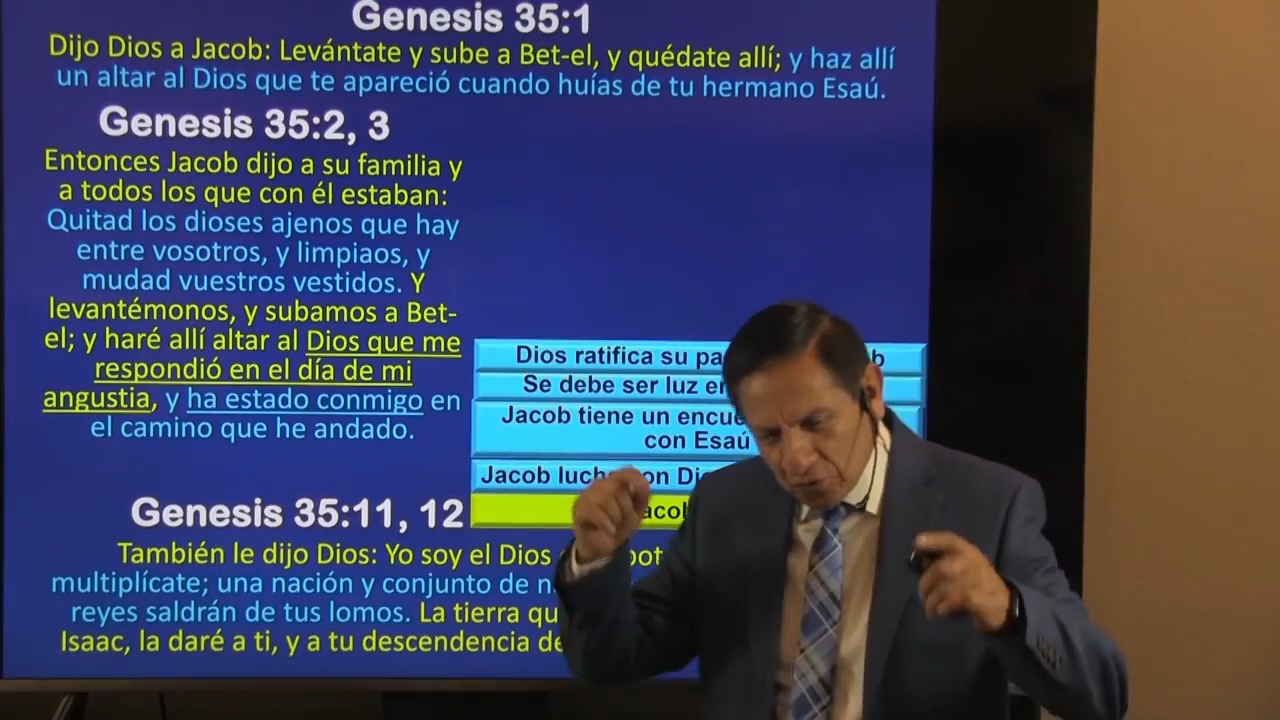 Genesis 35:1
Dijo Dios a Jacob: Levántate y sube a Bet-el, y quédate allí; y haz allí
un altar al Dios que te apareció cuando huías de tu hermano Esaú.
Genesis 35:2, 3
Entonces Jacob dijo a su familia y
a todos los que con él estaban:
Quitad los dioses ajenos que hay
entre vosotros, y limpiaos, y
mudad vuestros vestidos. Y
levantémonos, y subamos a Bet-
el; y haré allí altar al Dios que me
respondió en el día de mi
angustia, y ha estado conmigo en
el camino que he andado.
Dios ratifica su
Se debe ser luz
Jacob tiene un
con Esaú
Jacob
Genesis 35:11, 12
También le dijo Dios: Yo soy el Dios
multiplícate; una nación y conjunto de
reyes saldrán de tus lomos. La tierra
Isaac, la daré a ti, y a tu descendencia